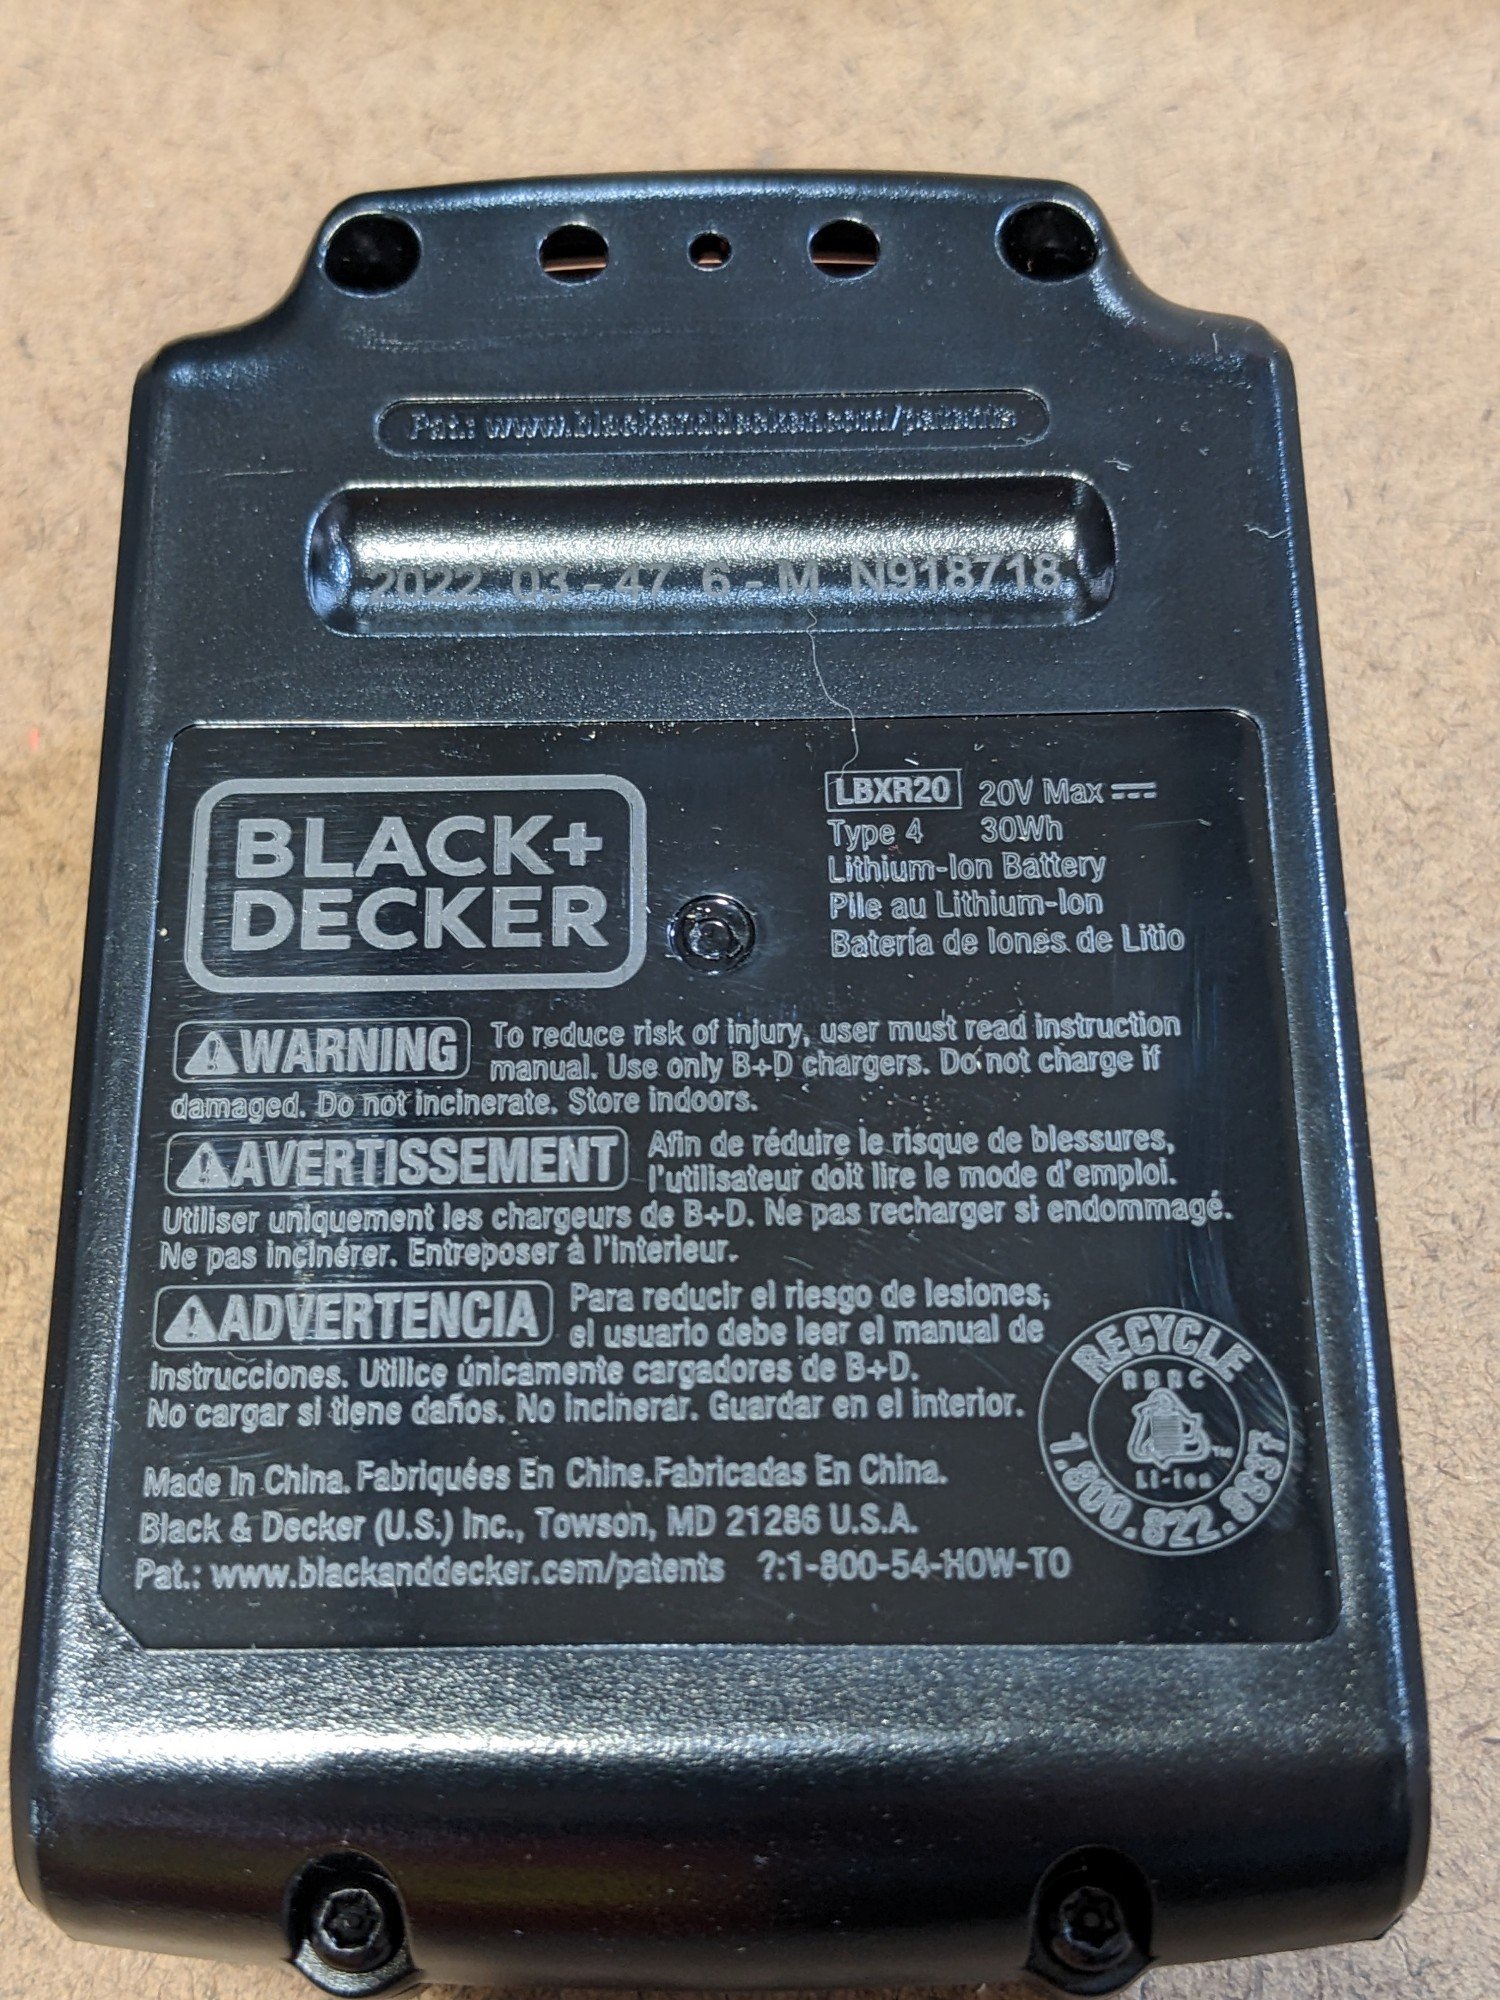 Pat.: www.blackanddecker.com/patents
2022 03 - 47 6 - M N918718
BLACK+
DECKER
LBXR20 20V Max
Type 4 30Wh
Lithium-Ion Battery
Pile au Lithium-Ion
Batería de Iones de Litio
WARNING To reduce risk of injury, user must read instruction
manual. Use only B+D chargers. Do not charge if
damaged. Do not incinerate. Store indoors.
AVERTISSEMENT Afin de réduire le risque de blessures,
l'utilisateur doit lire le mode d'emploi.
Utiliser uniquement les chargeurs de B+D. Ne pas recharger si endommagé.
Ne pas incinérer. Entreposer à l'interieur.
ADVERTENCIA Para reducir el riesgo de lesiones,
el usuario debe leer el manual de
instrucciones. Utilice únicamente cargadores de B+D.
No cargar si tiene daños. No incinerar. Guardar en el interior.
RECYCLE
RBRC
TM
Li-Ion
1.800.822.8837
Made In China. Fabriquées En Chine.Fabricadas En China.
Black & Decker (U.S.) Inc., Towson, MD 21286 U.S.A.
Pat.: www.blackanddecker.com/patents ?:1-800-54-HOW-TO